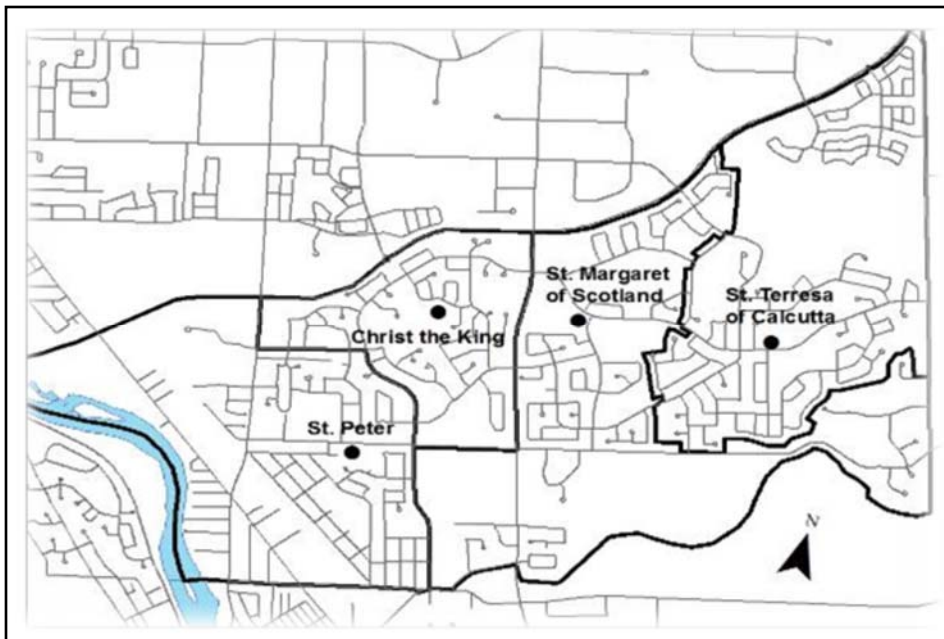 St. Margaret
of Scotland
St. Terresa
of Calcutta
Christ the King
St. Peter
N